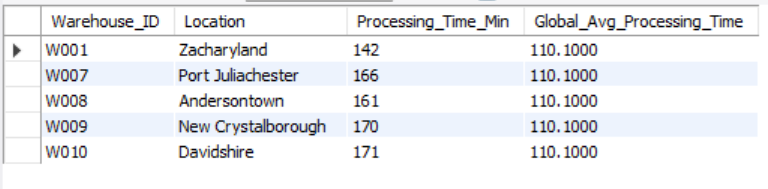 Warehouse_ID Location Processing_Time_Min Global_Avg_Processing_Time
W001 Zacharyland 142 110.1000
W007 Port Juliachester 166 110.1000
W008 Andersontown 161 110.1000
W009 New Crystalborough 170 110.1000
W010 Davidshire 171 110.1000